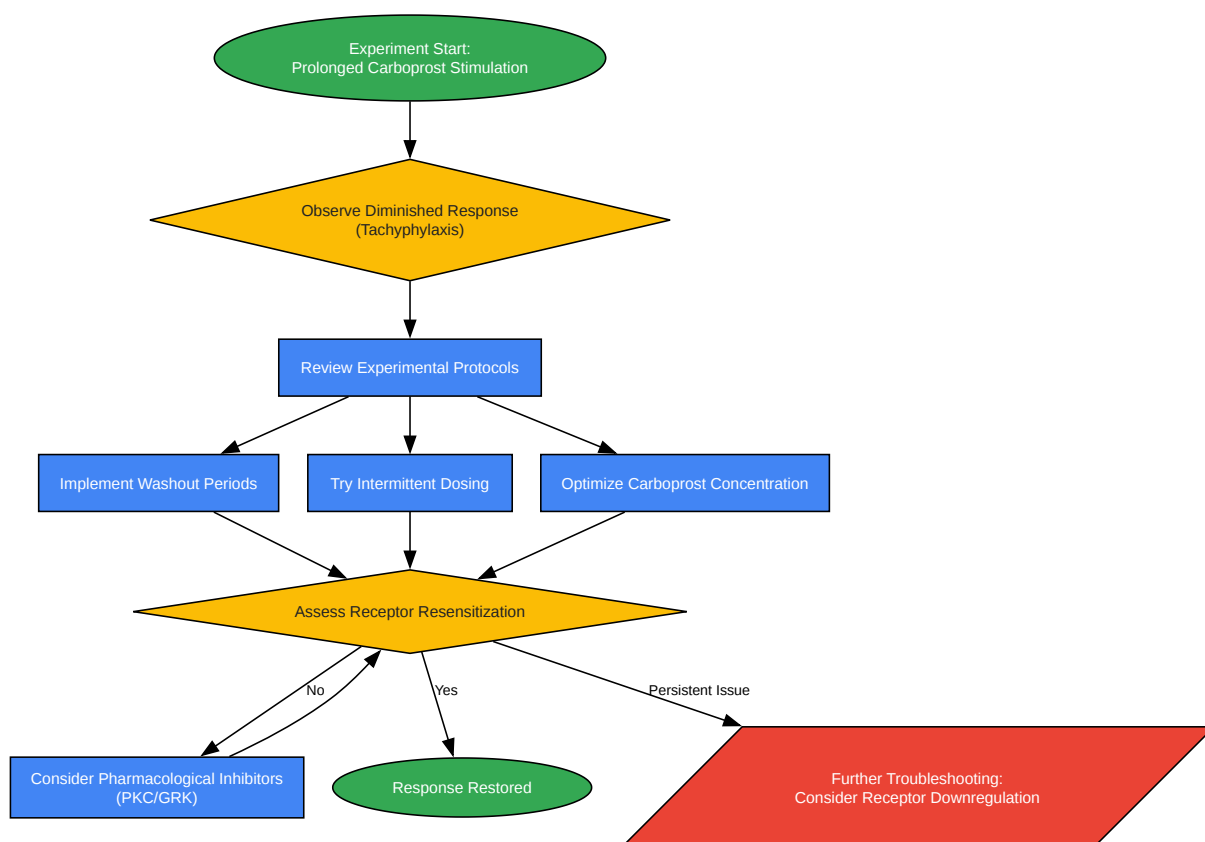 Experiment Start:
Prolonged Carboprost Stimulation
Observe Diminished Response
(Tachyphylaxis)
Review Experimental Protocols
Implement Washout Periods
Try Intermittent Dosing
Optimize Carboprost Concentration
Assess Receptor Resensitization
No
Yes
Persistent Issue
Consider Pharmacological Inhibitors
(PKC/GRK)
Response Restored
Further Troubleshooting:
Consider Receptor Downregulation